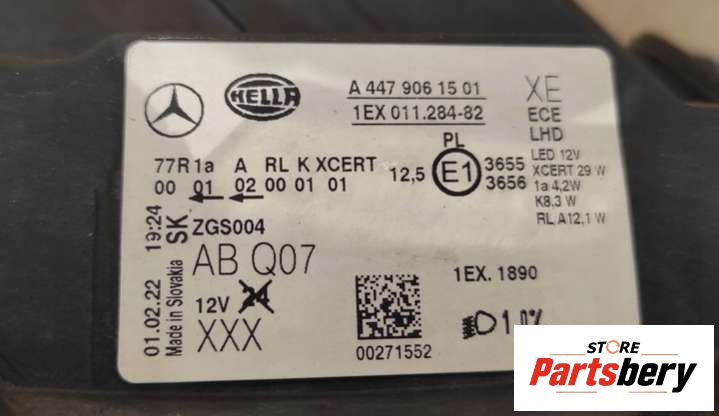 HELLA
A 447 906 15 01
1EX 011.284-82
XE
ECE
LHD
LED 12V
XCERT 29 W
1a 4,2W
K8,3 W
RL A12,1 W
PL
77R 1a A RL K XCERT
00 01 02 00 01 01
12,5
E1
3655
3656
ZGS004
AB Q07
12V 24
XXX
01.02.22 19:24
Made in Slovakia SK
1EX. 1890
1.0%
00271552
STORE
Partsbery